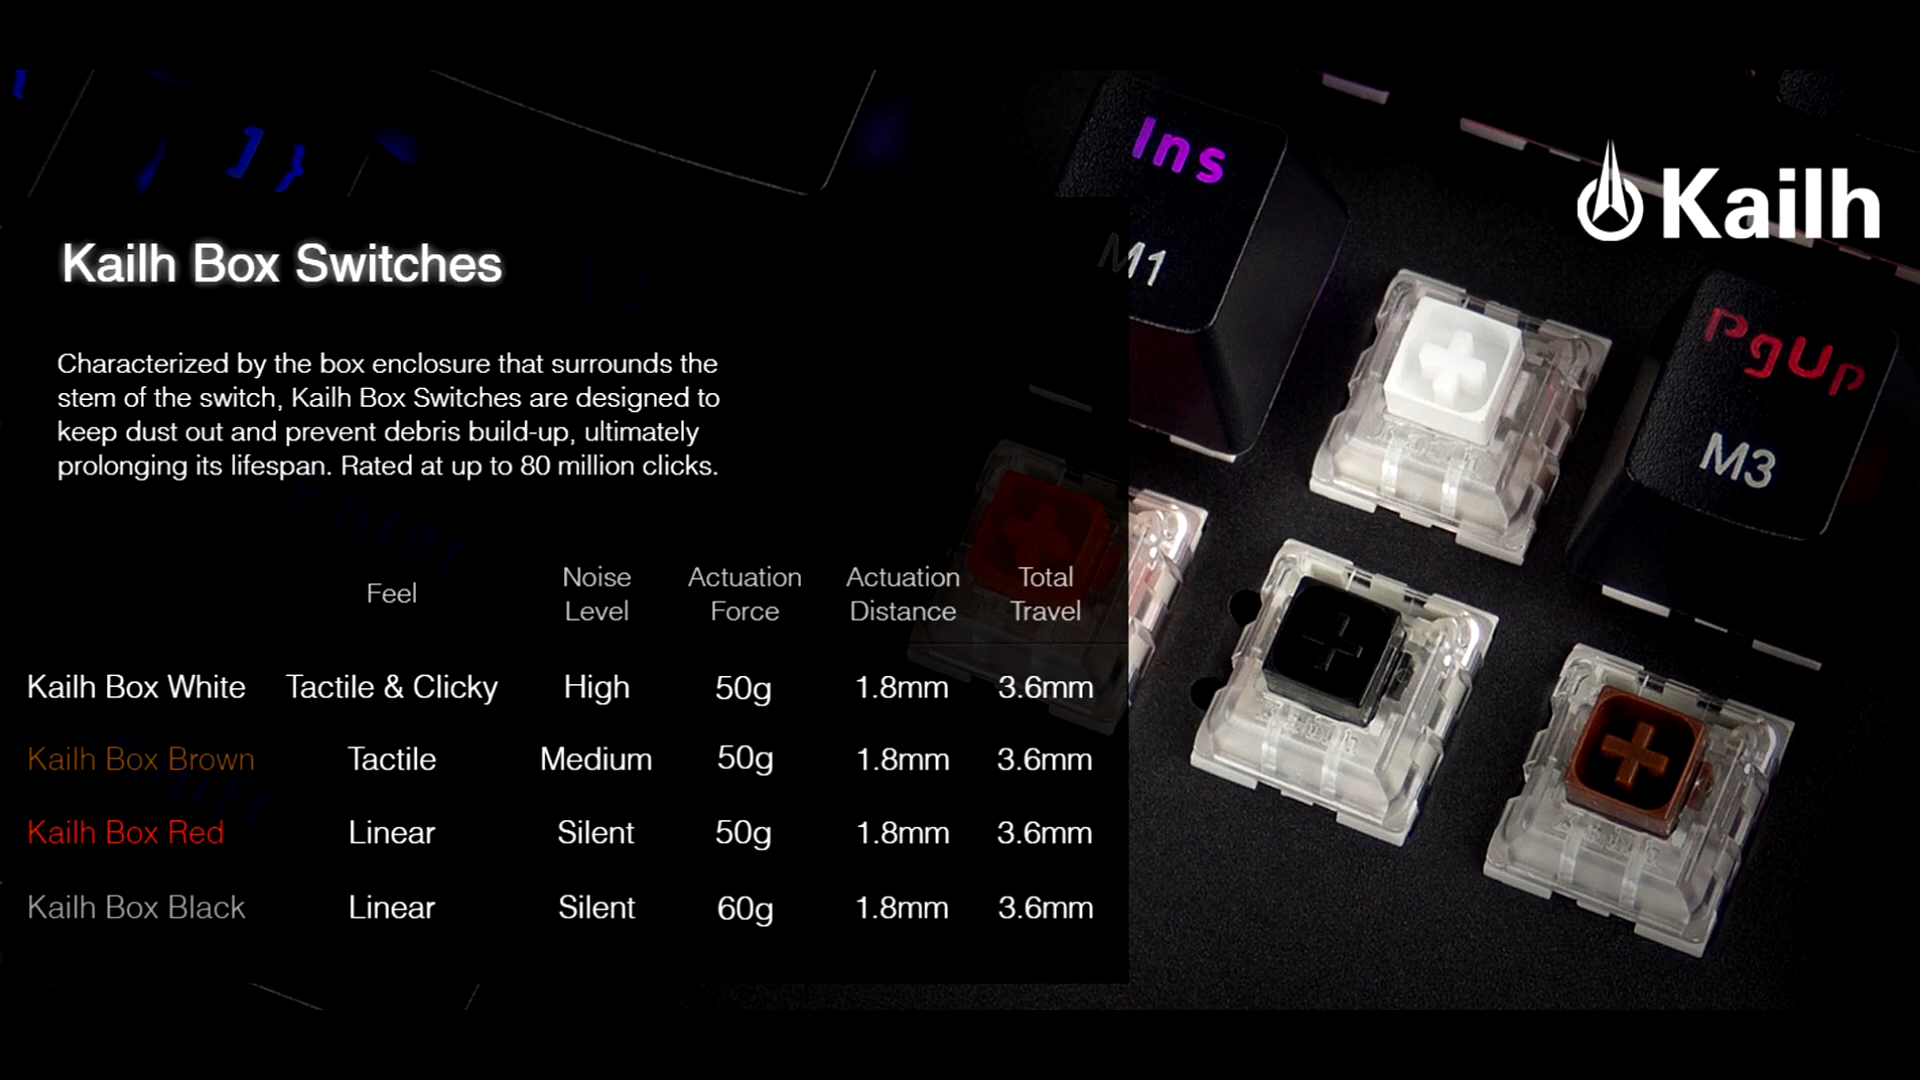 ] }
Ins
M1
Kailh
PgUp
M3
Kailh Box Switches
Characterized by the box enclosure that surrounds the
stem of the switch, Kailh Box Switches are designed to
keep dust out and prevent debris build-up, ultimately
prolonging its lifespan. Rated at up to 80 million clicks.
Enter
Feel Noise Level Actuation Force Actuation Distance Total Travel
Kailh Box White Tactile & Clicky High 50g 1.8mm 3.6mm
Kailh Box Brown Tactile Medium 50g 1.8mm 3.6mm
Shift
Kailh Box Red Linear Silent 50g 1.8mm 3.6mm
Kailh Box Black Linear Silent 60g 1.8mm 3.6mm